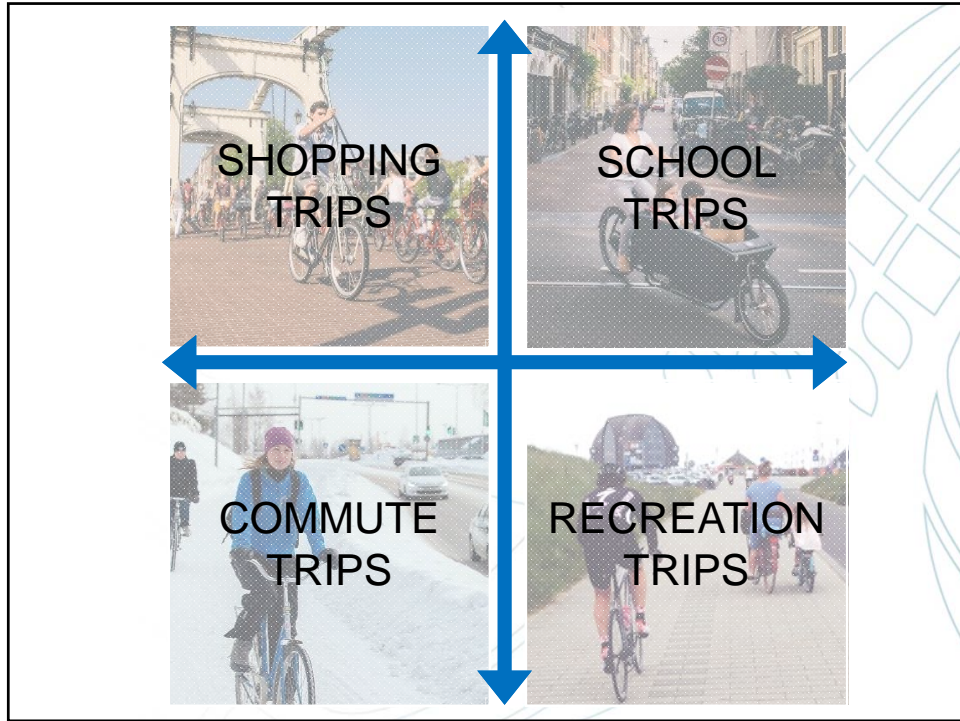 SHOPPING
TRIPS
SCHOOL
TRIPS
COMMUTE
TRIPS
RECREATION
TRIPS